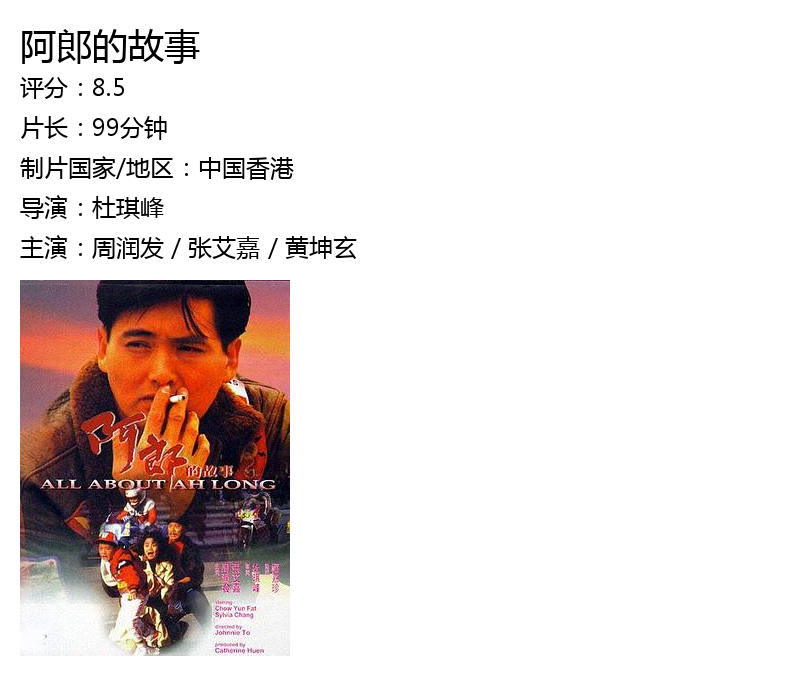 阿郎的故事
评分：8.5
片长：99分钟
制片国家/地区：中国香港
导演：杜琪峰
主演：周润发 / 张艾嘉 / 黄坤玄
阿郎
的故事
ALL ABOUT AH LONG
starring
Chow Yun Fat
Sylvia Chang
directed by
Johnnie To
produced by
Catherine Huen